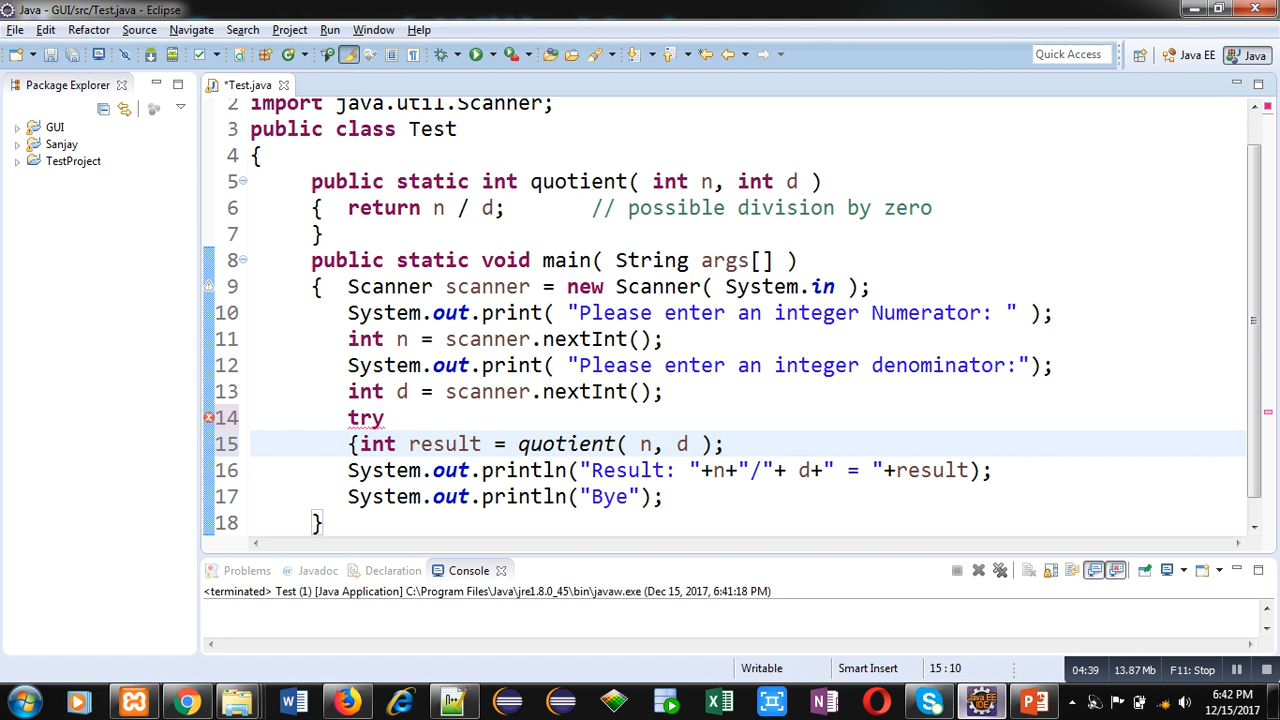 Java - GUI/src/Test.java - Eclipse
File Edit Refactor Source Navigate Search Project Run Window Help
Quick Access Java EE Java
Package Explorer
*Test.java
GUI
Sanjay
TestProject
2 import java.util.Scanner;
3 public class Test
4 {
5 public static int quotient( int n, int d )
6 { return n / d; // possible division by zero
7 }
8 public static void main( String args[] )
9 { Scanner scanner = new Scanner( System.in );
10 System.out.print( "Please enter an integer Numerator: " );
11 int n = scanner.nextInt();
12 System.out.print( "Please enter an integer denominator:");
13 int d = scanner.nextInt();
14 try
15 {int result = quotient( n, d );
16 System.out.println("Result: "+n+"/"+ d+" = "+result);
17 System.out.println("Bye");
18 }
Problems Javadoc Declaration Console
<terminated> Test (1) [Java Application] C:\Program Files\Java\jre1.8.0_45\bin\javaw.exe (Dec 15, 2017, 6:41:18 PM)
Writable Smart Insert 15 : 10 04:39 13.87 Mb F11: Stop
6:42 PM
12/15/2017